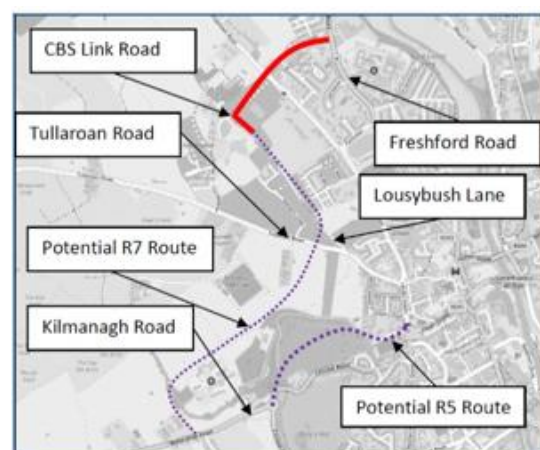 CBS Link Road
Tullaroan Road
Freshford Road
Lousybush Lane
Potential R7 Route
Kilmanagh Road
Potential R5 Route